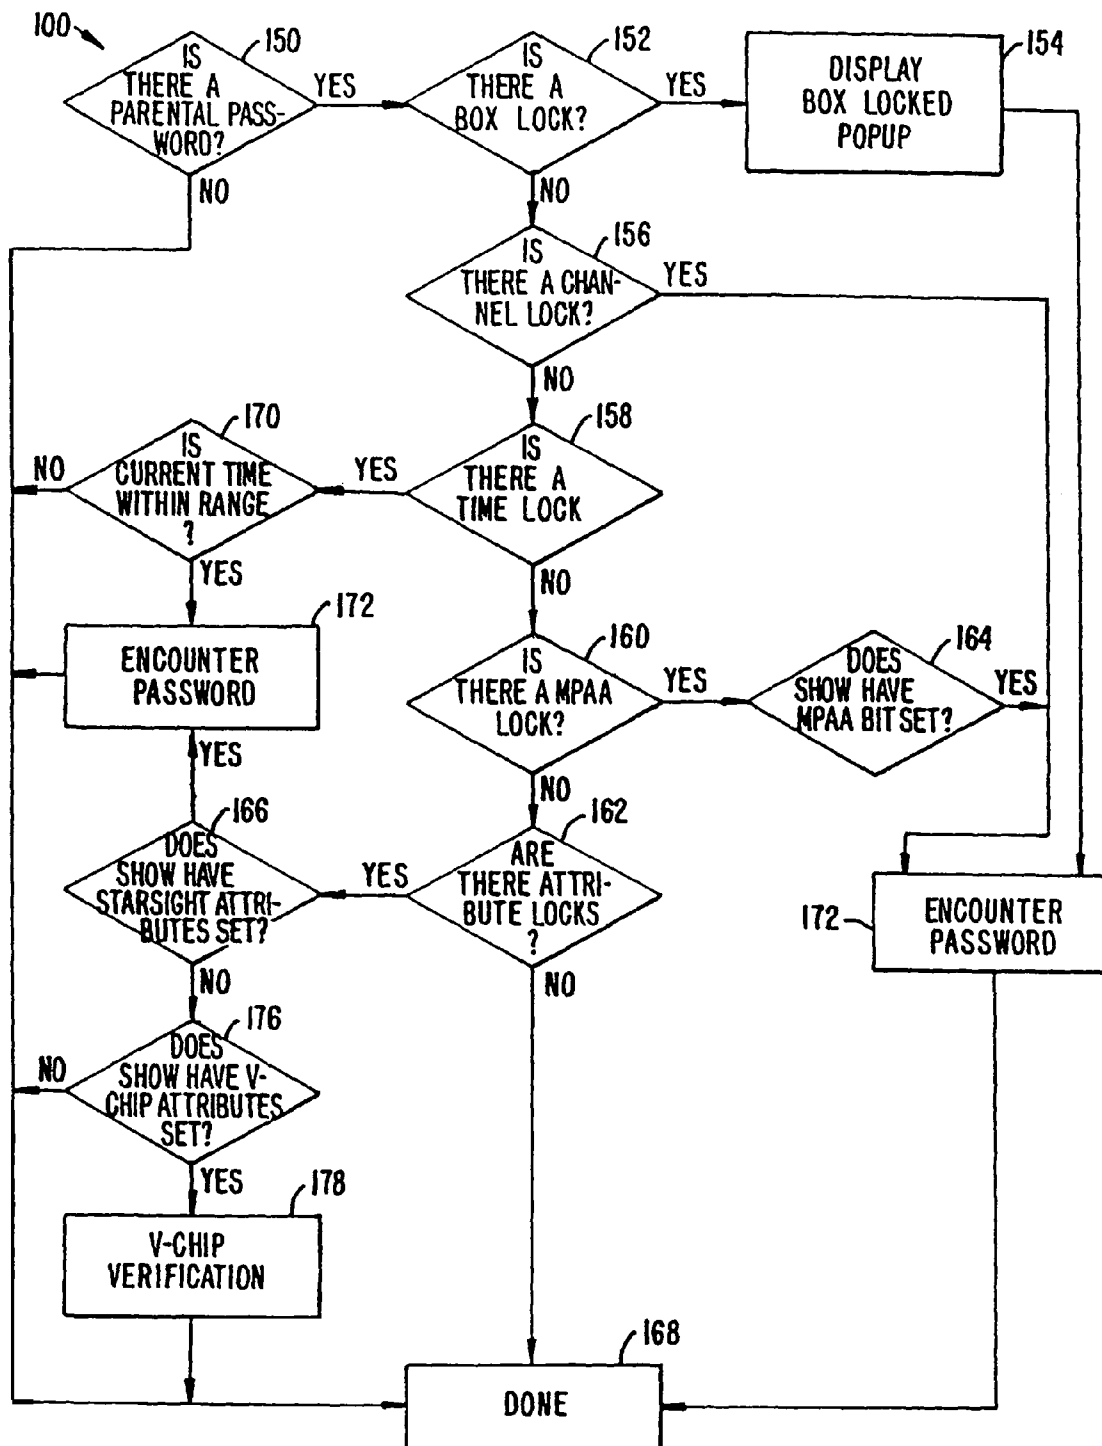 100
150
IS
THERE A
PARENTAL PASS-
WORD?
YES
NO
152
IS
THERE A
BOX LOCK?
YES
NO
154
DISPLAY
BOX LOCKED
POPUP
156
IS
THERE A CHAN-
NEL LOCK?
YES
NO
158
IS
THERE A
TIME LOCK
YES
NO
170
IS
CURRENT TIME
WITHIN RANGE
?
NO
YES
172
ENCOUNTER
PASSWORD
160
IS
THERE A MPAA
LOCK?
YES
NO
164
DOES
SHOW HAVE
MPAA BIT SET?
YES
162
ARE
THERE ATTRI-
BUTE LOCKS
?
YES
NO
YES
166
DOES
SHOW HAVE
STARSIGHT ATTRI-
BUTES SET?
NO
172
ENCOUNTER
PASSWORD
176
DOES
SHOW HAVE V-
CHIP ATTRIBUTES
SET?
NO
YES
178
V-CHIP
VERIFICATION
168
DONE